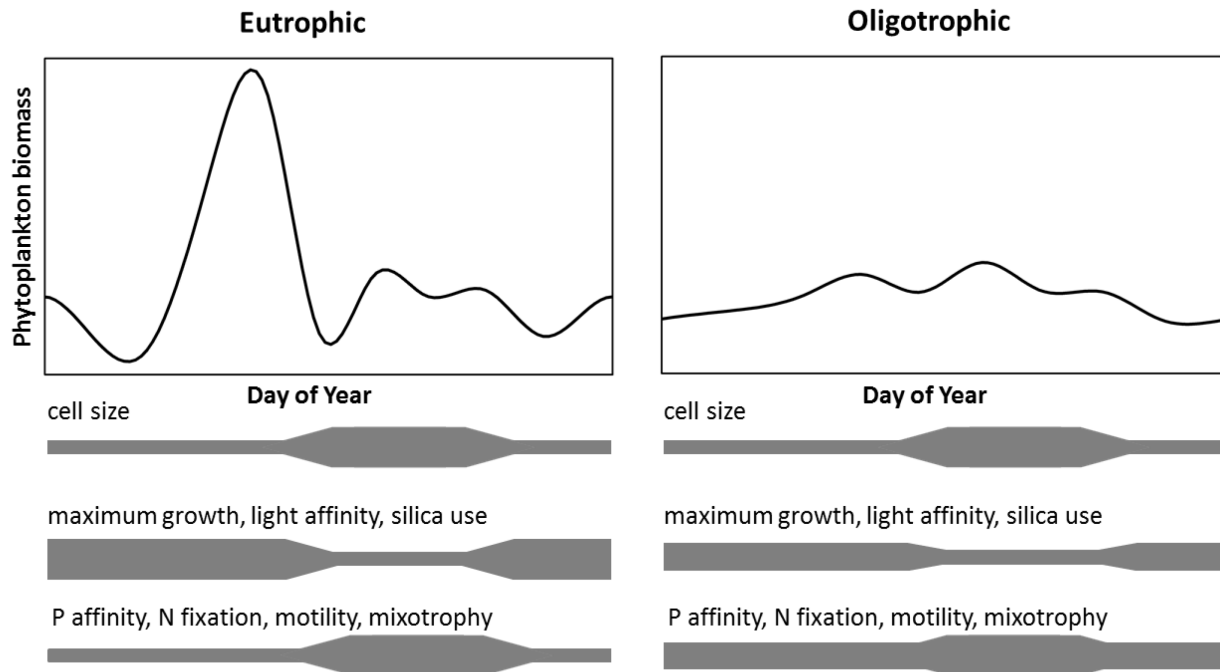 Eutrophic
Oligotrophic
Phytoplankton biomass
Day of Year
Day of Year
cell size
cell size
maximum growth, light affinity, silica use
maximum growth, light affinity, silica use
P affinity, N fixation, motility, mixotrophy
P affinity, N fixation, motility, mixotrophy